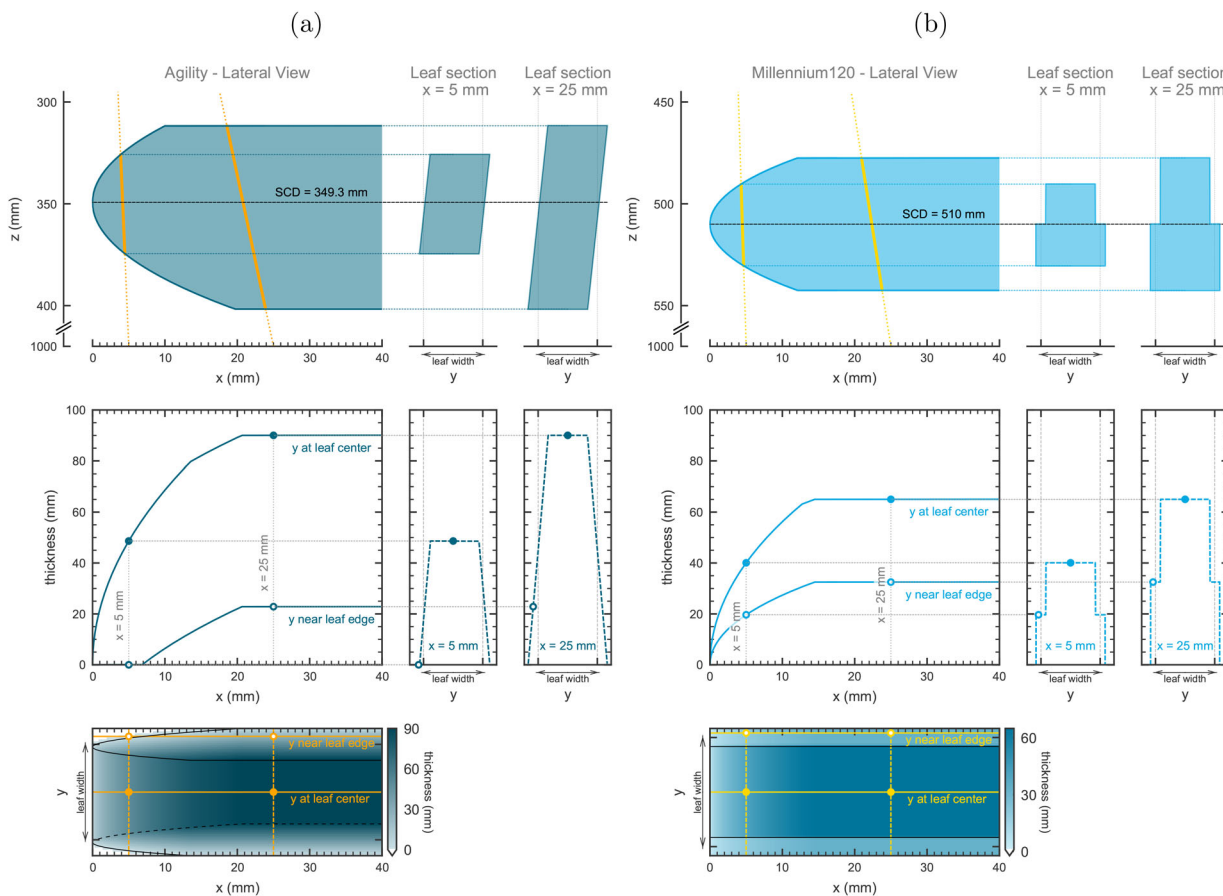 (a)
(b)
Agility - Lateral View
Leaf section
x = 5 mm
Leaf section
x = 25 mm
300
350
400
1000
z (mm)
SCD = 349.3 mm
0 10 20 30 40
x (mm)
leaf width
y
leaf width
y
Millennium120 - Lateral View
Leaf section
x = 5 mm
Leaf section
x = 25 mm
450
500
550
1000
z (mm)
SCD = 510 mm
0 10 20 30 40
x (mm)
leaf width
y
leaf width
y
100
80
60
40
20
0
thickness (mm)
y at leaf center
x = 5 mm
x = 25 mm
y near leaf edge
0 10 20 30 40
x (mm)
x = 5 mm
leaf width
y
x = 25 mm
leaf width
y
100
80
60
40
20
0
thickness (mm)
y at leaf center
x = 5 mm
x = 25 mm
y near leaf edge
0 10 20 30 40
x (mm)
x = 5 mm
leaf width
y
x = 25 mm
leaf width
y
y
leaf width
y near leaf edge
y at leaf center
0 10 20 30 40
x (mm)
90
60
30
0
thickness (mm)
y
leaf width
y near leaf edge
y at leaf center
0 10 20 30 40
x (mm)
60
30
0
thickness (mm)